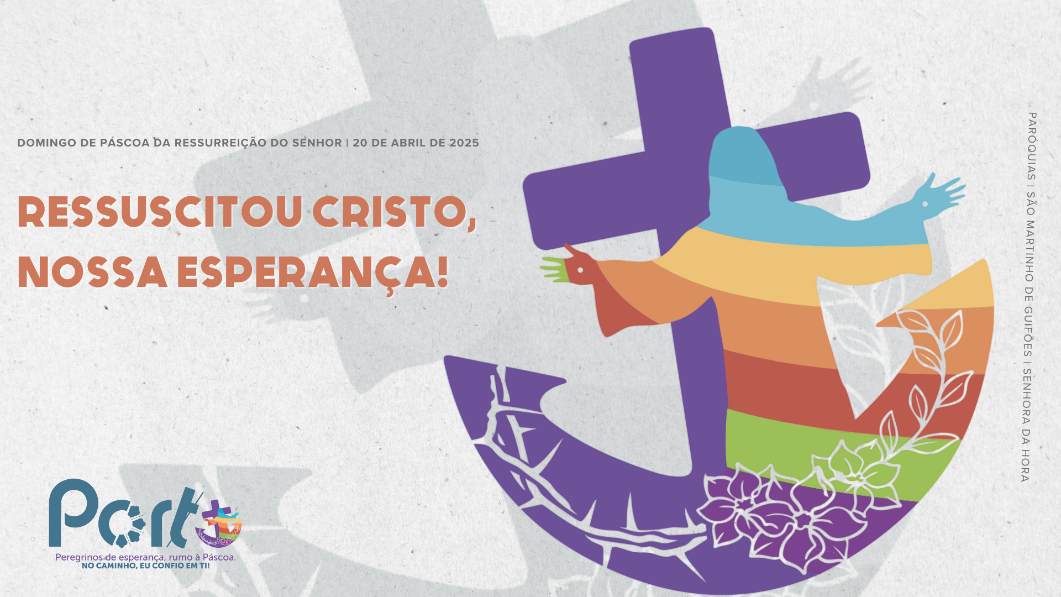 DOMINGO DE PÁSCOA DA RESSURREIÇÃO DO SENHOR | 20 DE ABRIL DE 2025
RESSUSCITOU CRISTO,
NOSSA ESPERANÇA!
PARÓQUIAS | SÃO MARTINHO DE GUIFÕES | SENHORA DA HORA
Porto
Peregrinos de esperança, rumo à Páscoa.
NO CAMINHO, EU CONFIO EM TI!